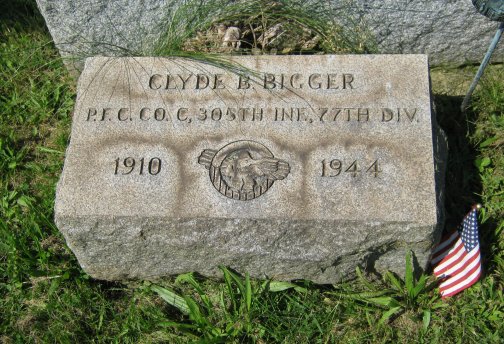 CLYDE B. BIGGER
P.F.C. CO. C, 305TH INF., 77TH DIV.
1910 1944